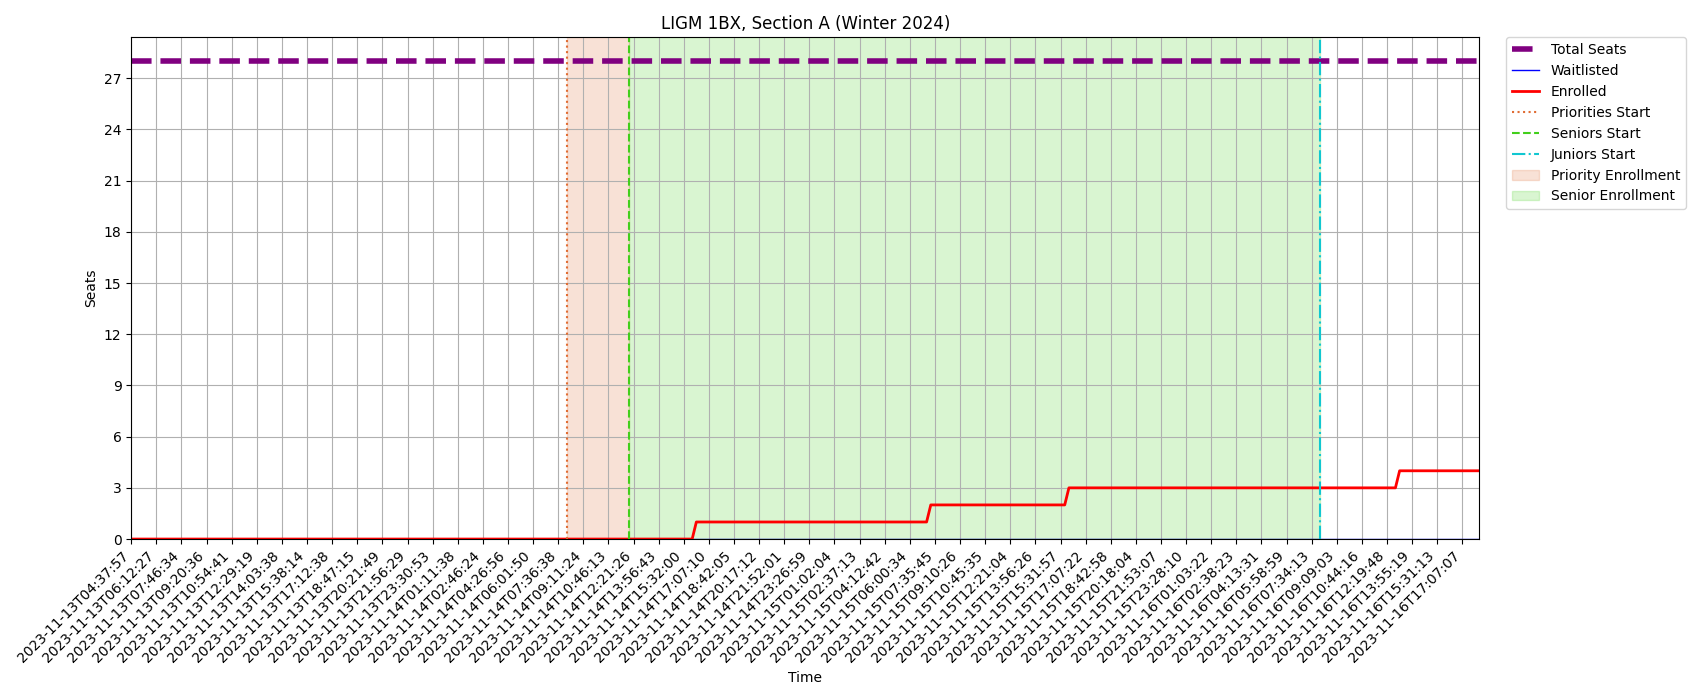 LIGM 1BX, Section A (Winter 2024)
Total Seats
Waitlisted
Enrolled
Priorities Start
Seniors Start
Juniors Start
Priority Enrollment
Senior Enrollment
Seats
27
24
21
18
15
12
9
6
3
0
2023-11-13T04:37:57
2023-11-13T06:12:27
2023-11-13T07:46:34
2023-11-13T09:20:36
2023-11-13T10:54:41
2023-11-13T12:29:19
2023-11-13T14:03:38
2023-11-13T15:38:14
2023-11-13T17:12:38
2023-11-13T18:47:15
2023-11-13T20:21:49
2023-11-13T21:56:29
2023-11-13T23:30:53
2023-11-14T01:11:38
2023-11-14T02:46:24
2023-11-14T04:26:56
2023-11-14T06:01:50
2023-11-14T07:36:38
2023-11-14T09:11:24
2023-11-14T10:46:13
2023-11-14T12:21:26
2023-11-14T13:56:43
2023-11-14T15:32:00
2023-11-14T17:07:10
2023-11-14T18:42:05
2023-11-14T20:17:12
2023-11-14T21:52:01
2023-11-14T23:26:59
2023-11-15T01:02:04
2023-11-15T02:37:13
2023-11-15T04:12:42
2023-11-15T06:00:34
2023-11-15T07:35:45
2023-11-15T09:10:26
2023-11-15T10:45:35
2023-11-15T12:21:04
2023-11-15T13:56:26
2023-11-15T15:31:57
2023-11-15T17:07:22
2023-11-15T18:42:58
2023-11-15T20:18:04
2023-11-15T21:53:07
2023-11-15T23:28:10
2023-11-16T01:03:22
2023-11-16T02:38:23
2023-11-16T04:13:31
2023-11-16T05:58:59
2023-11-16T07:34:13
2023-11-16T09:09:03
2023-11-16T10:44:16
2023-11-16T12:19:48
2023-11-16T13:55:19
2023-11-16T15:31:13
2023-11-16T17:07:07
Time